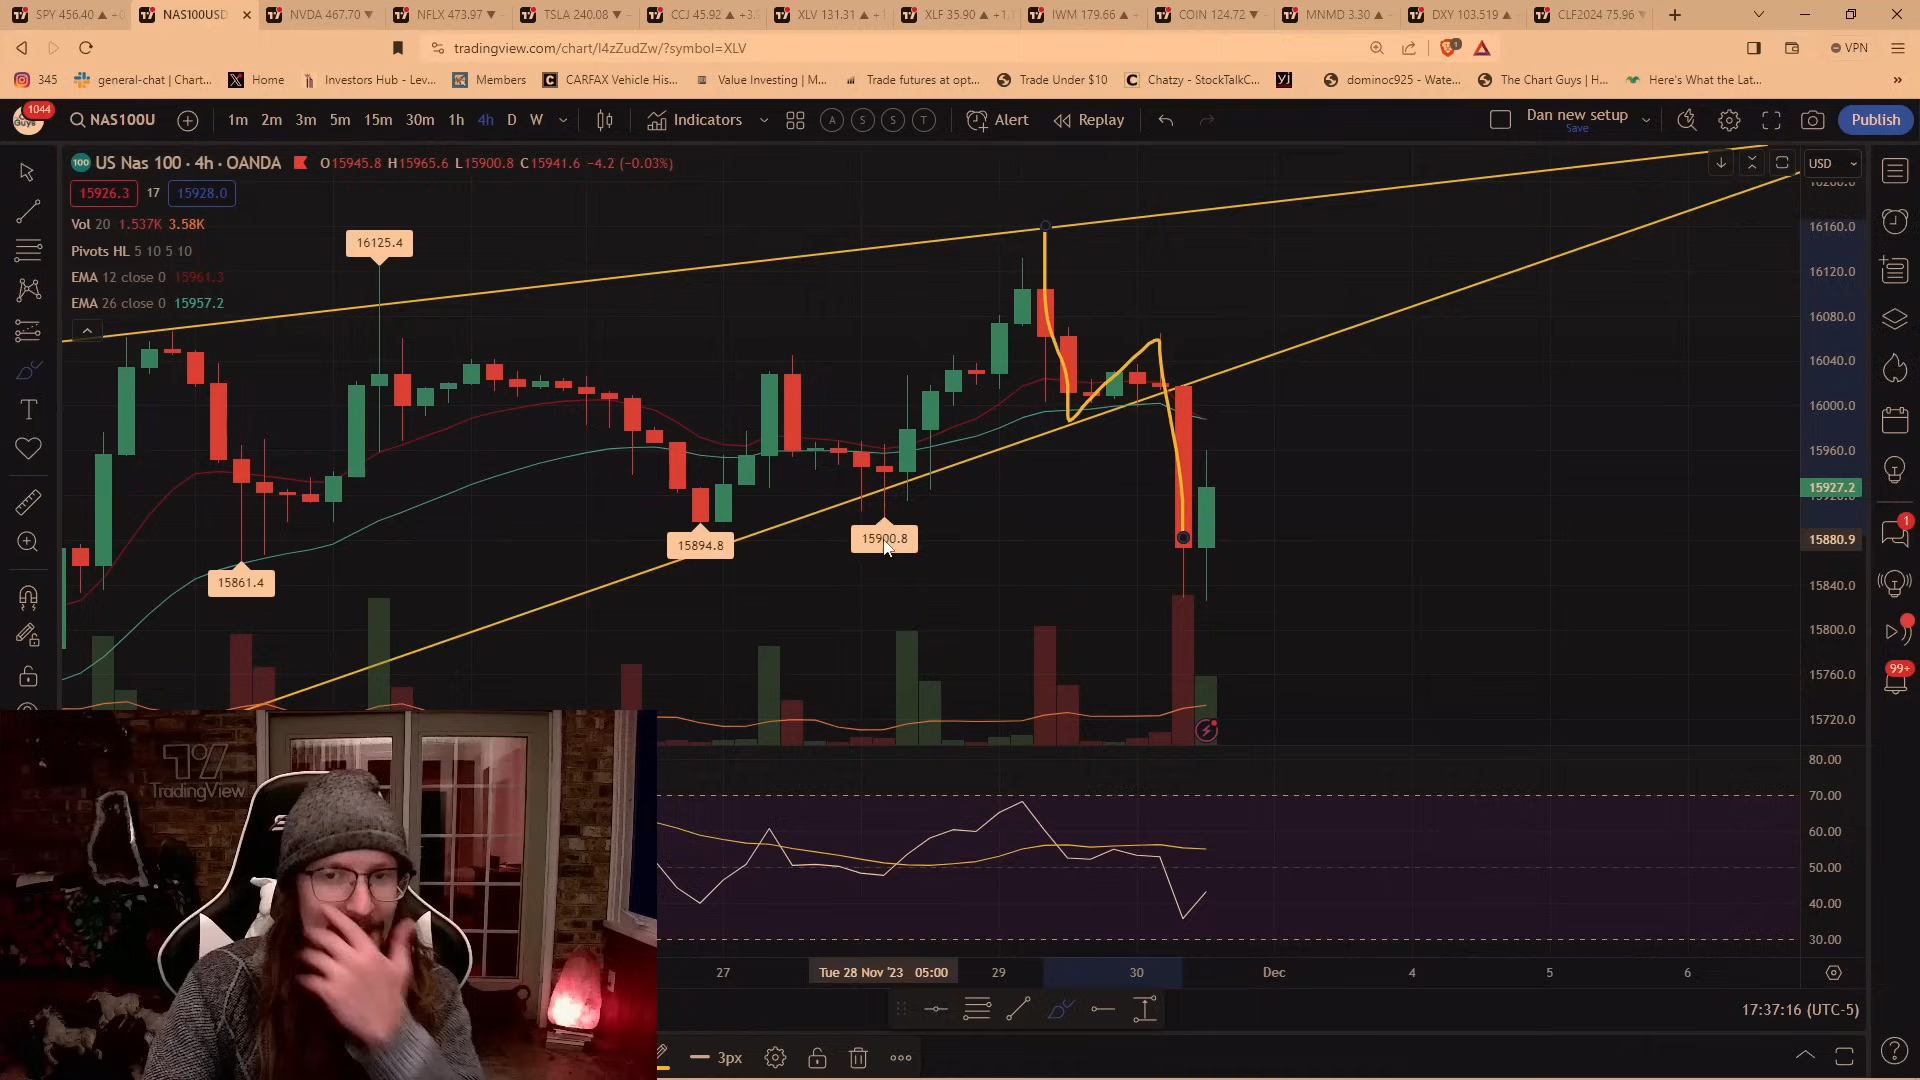 SPY 456.40
NAS100USD
NVDA 467.70
NFLX 473.97
TSLA 240.08
CCJ 45.92
XLV 131.31
XLF 35.90
IWM 179.66
COIN 124.72
MNMD 3.30
DXY 103.519
CLF2024 75.96
tradingview.com/chart/I4zZudZw/?symbol=XLV
VPN
345
general-chat | Chart...
Home
Investors Hub - Lev...
Members
CARFAX Vehicle His...
Value Investing | M...
Trade futures at opt...
Trade Under $10
Chatzy - StockTalkC...
dominoc925 - Wate...
The Chart Guys | H...
Here's What the Lat...
1044
NAS100U
1m 2m 3m 5m 15m 30m 1h 4h D W
Indicators
A S S T
Alert
Replay
Dan new setup
Save
Publish
US Nas 100 · 4h · OANDA
O15945.8 H15965.6 L15900.8 C15941.6 −4.2 (−0.03%)
USD
15926.3 17 15928.0
Vol 20 1.537K 3.58K
Pivots HL 5 10 5 10
EMA 12 close 0 15961.3
EMA 26 close 0 15957.2
16125.4
15861.4
15894.8
15900.8
16200.0
16160.0
16120.0
16080.0
16040.0
16000.0
15960.0
15927.2
15920.0
15880.9
15840.0
15800.0
15760.0
15720.0
80.00
70.00
60.00
50.00
40.00
30.00
1
99+
TradingView
27
Tue 28 Nov '23 05:00
29
30
Dec
4
5
6
17:37:16 (UTC-5)
3px